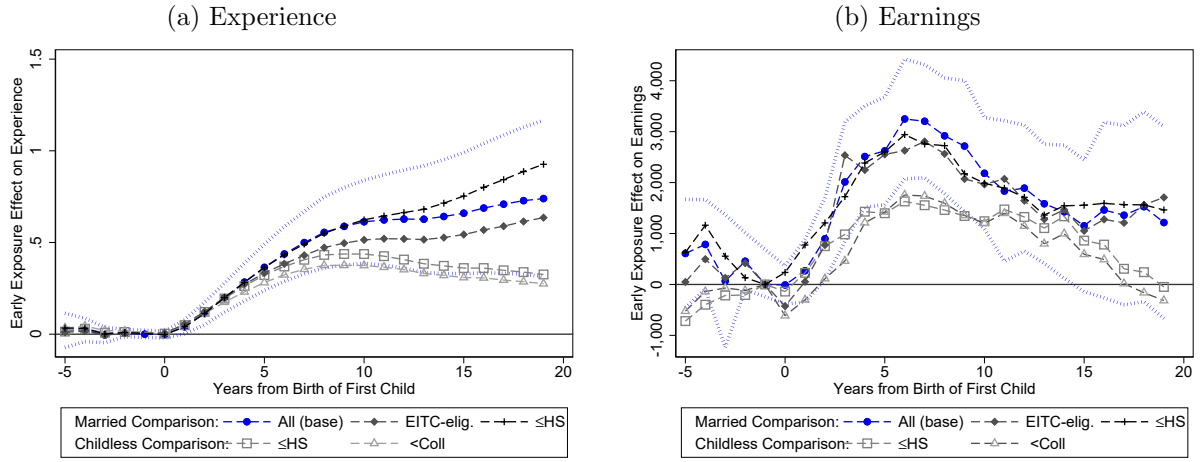 (a) Experience
Early Exposure Effect on Experience
1.5
1
.5
0
-5 0 5 10 15 20
Years from Birth of First Child
Married Comparison: All (base) EITC-elig. ≤HS
Childless Comparison: ≤HS <Coll
(b) Earnings
Early Exposure Effect on Earnings
4,000
3,000
2,000
1,000
0
-1,000
-5 0 5 10 15 20
Years from Birth of First Child
Married Comparison: All (base) EITC-elig. ≤HS
Childless Comparison: ≤HS <Coll